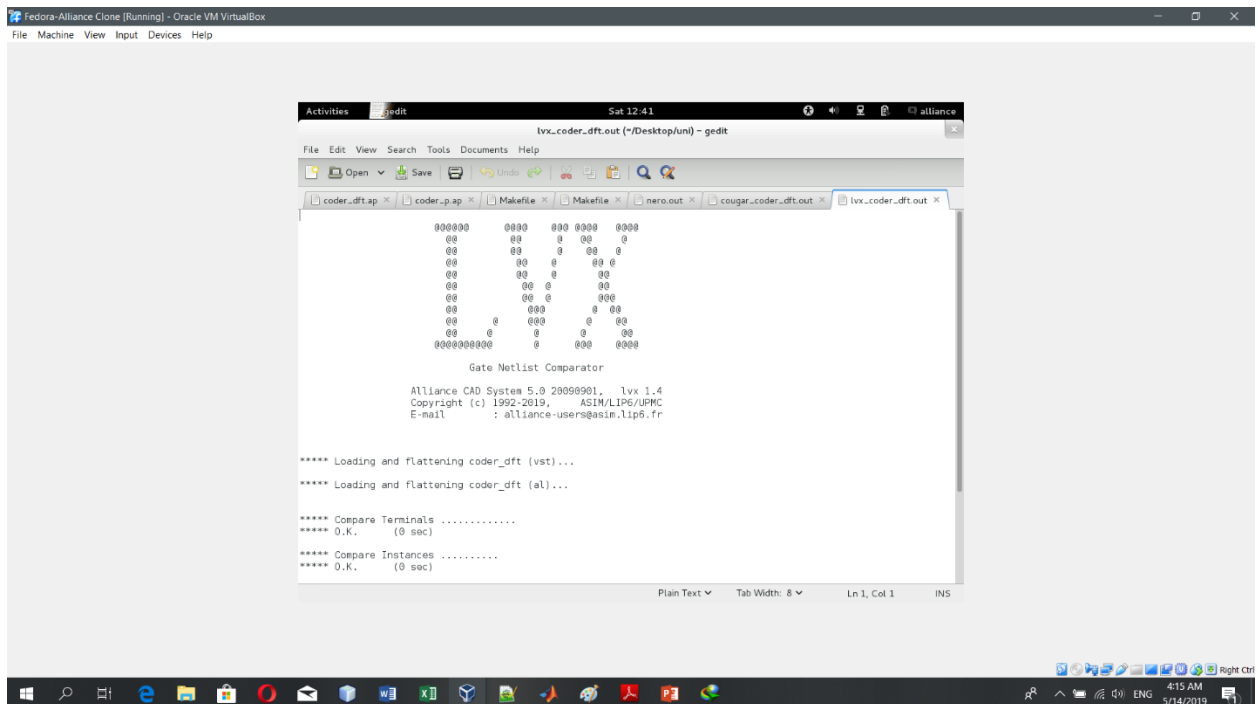 Fedora-Alliance Clone [Running] - Oracle VM VirtualBox
File Machine View Input Devices Help
Activities gedit Sat 12:41 alliance
lvx_coder_dft.out (~/Desktop/uni) - gedit
File Edit View Search Tools Documents Help
Open Save Undo
coder_dft.ap × coder_p.ap × Makefile × Makefile × nero.out × cougar_coder_dft.out × lvx_coder_dft.out ×
@@@@@@ @@@@ @@@ @@@@ @@@@
@@ @@ @ @@ @
@@ @@ @ @@ @
@@ @@ @ @@ @
@@ @@ @ @@
@@ @@ @ @@
@@ @@ @ @@@
@@ @@@ @ @@
@@ @ @@@ @ @@
@@ @ @ @ @@
@@@@@@@@@@ @ @@@ @@@@
Gate Netlist Comparator
Alliance CAD System 5.0 20090901, lvx 1.4
Copyright (c) 1992-2019, ASIM/LIP6/UPMC
E-mail : alliance-users@asim.lip6.fr
***** Loading and flattening coder_dft (vst)...
***** Loading and flattening coder_dft (al)...
***** Compare Terminals .............
***** O.K. (0 sec)
***** Compare Instances ..........
***** O.K. (0 sec)
Plain Text Tab Width: 8 Ln 1, Col 1 INS
Right Ctrl
ENG 4:15 AM
5/14/2019